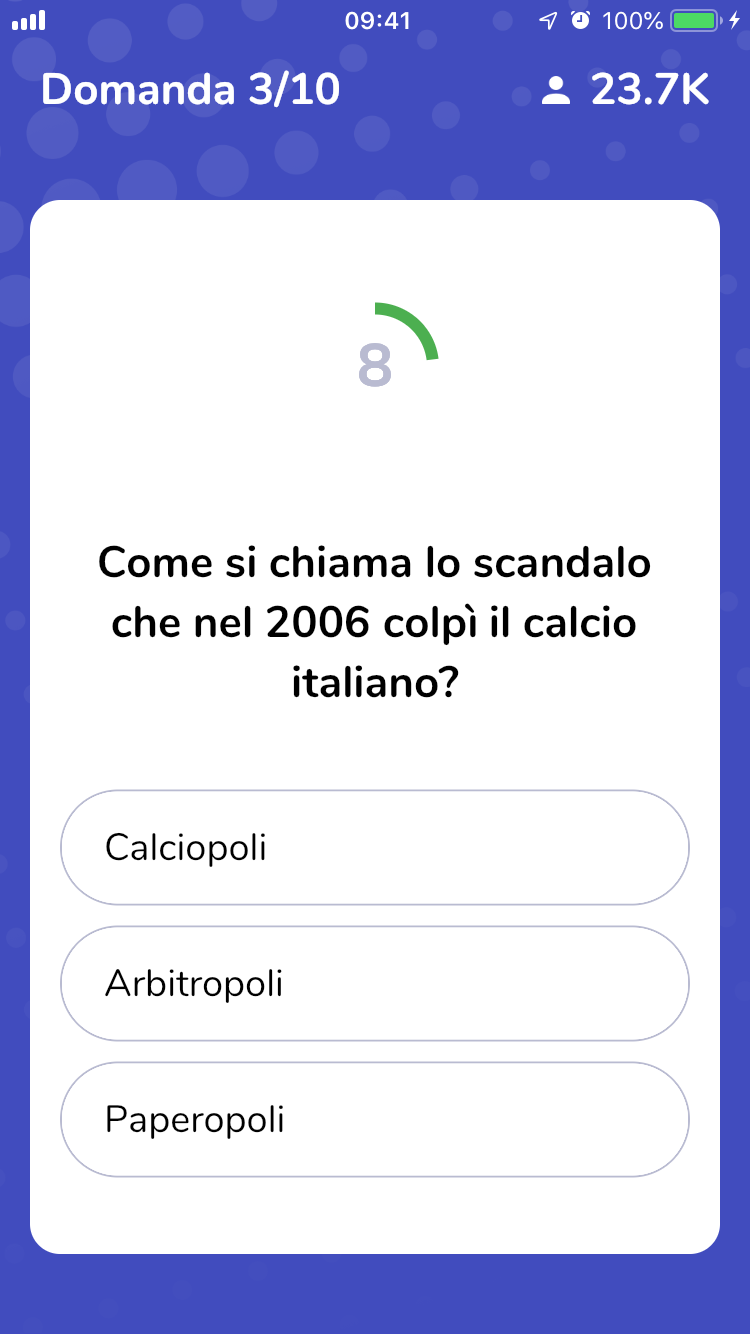 09:41 100%
Domanda 3/10 23.7K
8
Come si chiama lo scandalo
che nel 2006 colpì il calcio
italiano?
Calciopoli
Arbitropoli
Paperopoli